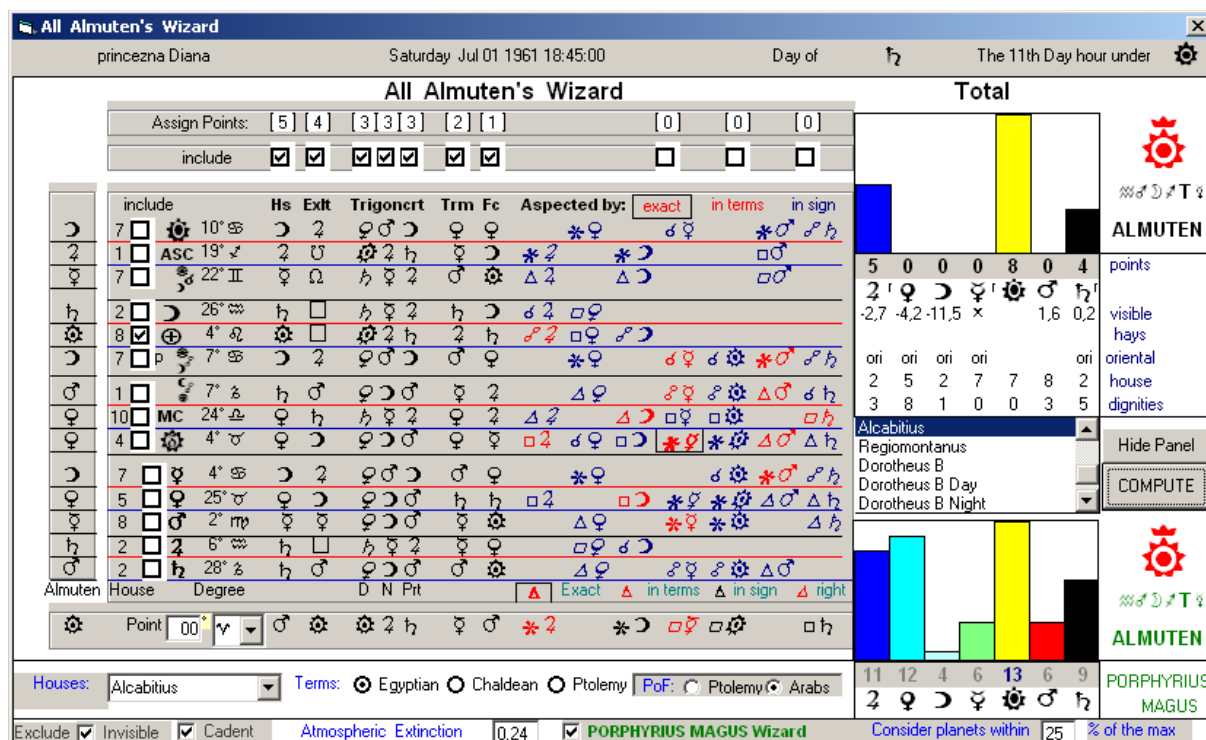 All Almuten's Wizard
princezna Diana Saturday Jul 01 1961 18:45:00 Day of ♄ The 11th Day hour under
All Almuten's Wizard Total
Assign Points: [5] [4] [3] [3] [3] [2] [1] [0] [0] [0]
include
include Hs Exlt Trigoncrt Trm Fc Aspected by: exact in terms in sign
☽ 7 10° ♋ ☽ ♃ ♀ ♂ ☽ ♀ ♀
♃ 1 ASC 19° ♐ ♃ ☋ ☉ ♃ ♄ ☿ ☽
☿ 7 22° ♊ ☿ ☊ ♄ ☿ ♃ ♂ ☉
♄ 2 ☽ 26° ♒ ♄ ♄ ☿ ♃ ♄ ☽
☉ 8 ⊕ 4° ♌ ☉ ☉ ♃ ♄ ♃ ♄
☽ 7 p 7° ♋ ☽ ♃ ♀ ♂ ☽ ♂ ♀
♂ 1 7° ♑ ♄ ♂ ♀ ☽ ♂ ☿ ♃
♀ 10 MC 24° ♎ ♀ ♄ ♄ ☿ ♃ ♀ ♃
♀ 4 ☉ 4° ♉ ♀ ☽ ♀ ☽ ♂ ♀ ☿
☽ 7 ☿ 4° ♋ ☽ ♃ ♀ ♂ ☽ ♂ ♀
♀ 5 ♀ 25° ♉ ♀ ☽ ♀ ☽ ♂ ♄ ♄
☿ 8 ♂ 2° ♍ ☿ ☿ ♀ ☽ ♂ ☿ ☉
♄ 2 ♃ 6° ♒ ♄ ♄ ☿ ♃ ☿ ♀
♂ 2 ♄ 28° ♑ ♄ ♂ ♀ ☽ ♂ ♂ ☉
Almuten House Degree D N Prt Exact in terms in sign right
Point 00° ♈ ♂ ☉ ☉ ♃ ♄ ☿ ♂
ALMUTEN
5 0 0 0 8 0 4 points
♃ ♀ ☽ ☿ ☉ ♂ ♄
-2,7 -4,2 -11,5 × 1,6 0,2 visible
hays
ori ori ori ori ori oriental
2 5 2 7 7 8 2 house
3 8 1 0 0 3 5 dignities
Alcabitius
Regiomontanus
Dorotheus B
Dorotheus B Day
Dorotheus B Night
Hide Panel
COMPUTE
ALMUTEN
11 12 4 6 13 6 9
♃ ♀ ☽ ☿ ☉ ♂ ♄
PORPHYRIUS
MAGUS
Houses: Alcabitius Terms: Egyptian Chaldean Ptolemy PoF: Ptolemy Arabs
Exclude Invisible Cadent Atmospheric Extinction 0,24 PORPHYRIUS MAGUS Wizard Consider planets within 25 % of the max